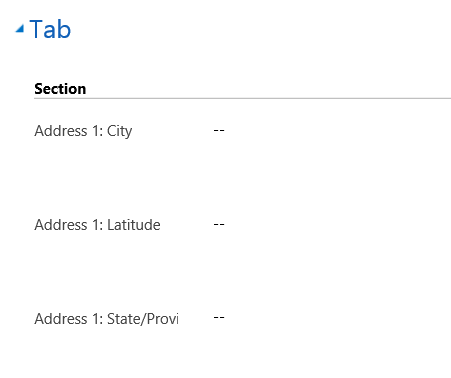 Tab
Section
Address 1: City --
Address 1: Latitude --
Address 1: State/Provi --